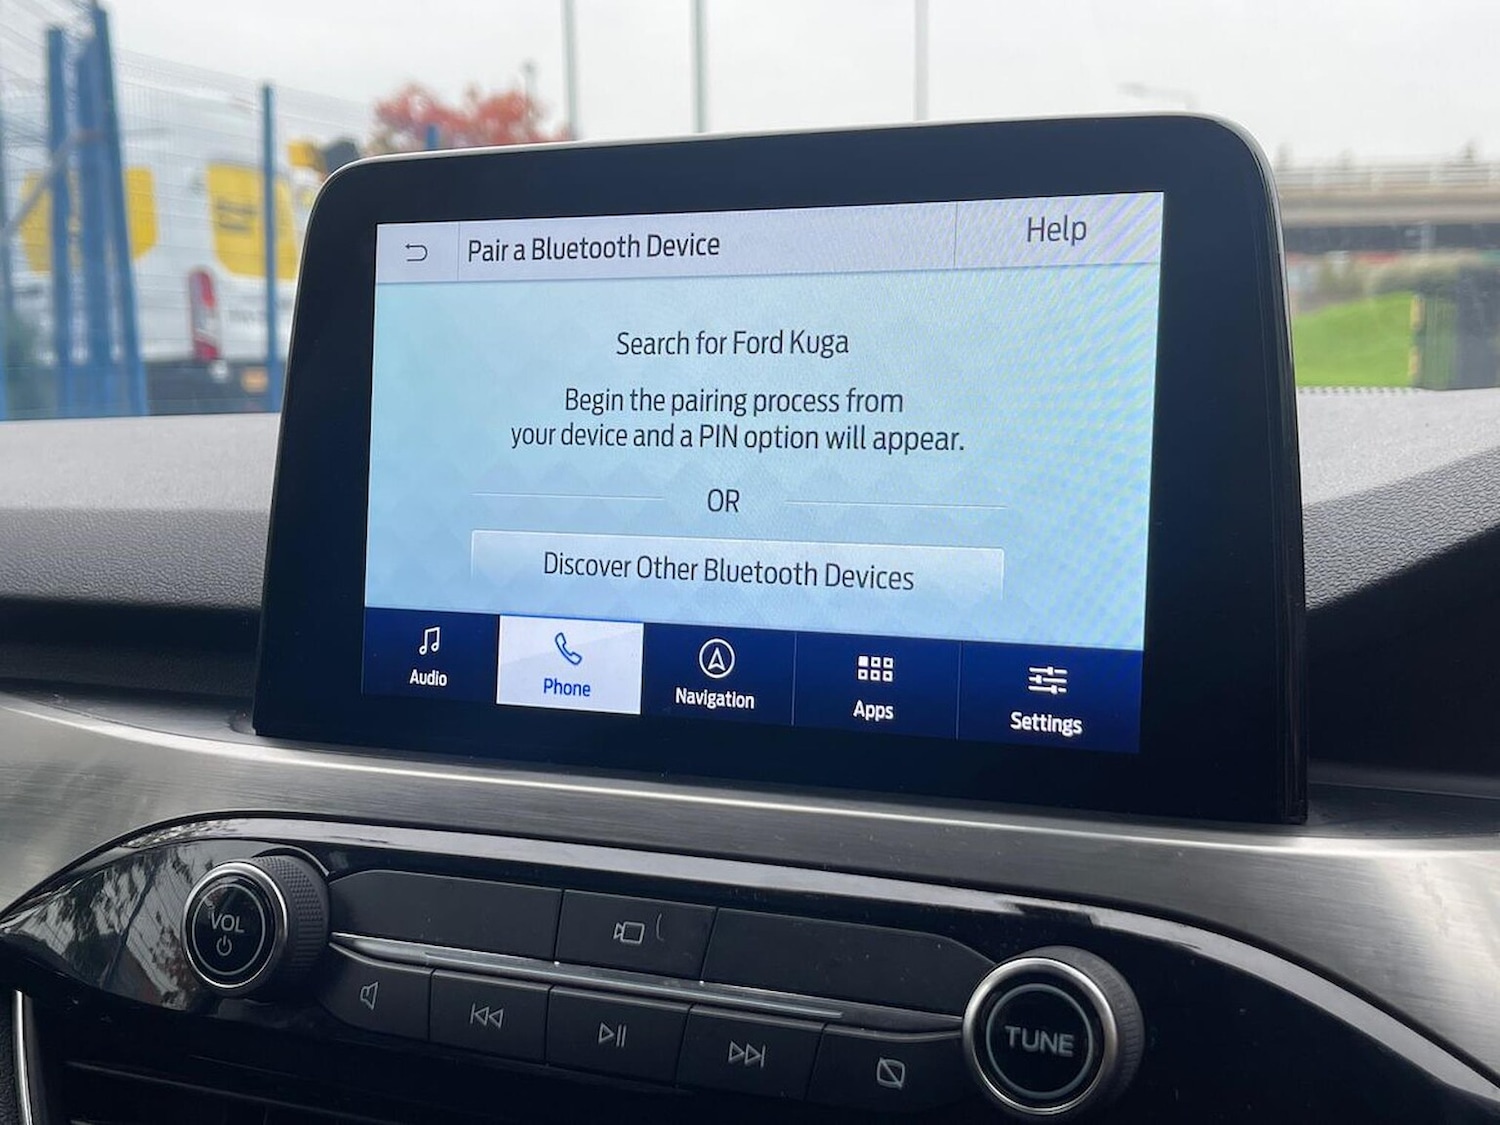 Pair a Bluetooth Device
Help
Search for Ford Kuga
Begin the pairing process from
your device and a PIN option will appear.
OR
Discover Other Bluetooth Devices
Audio
Phone
Navigation
Apps
Settings
VOL
TUNE